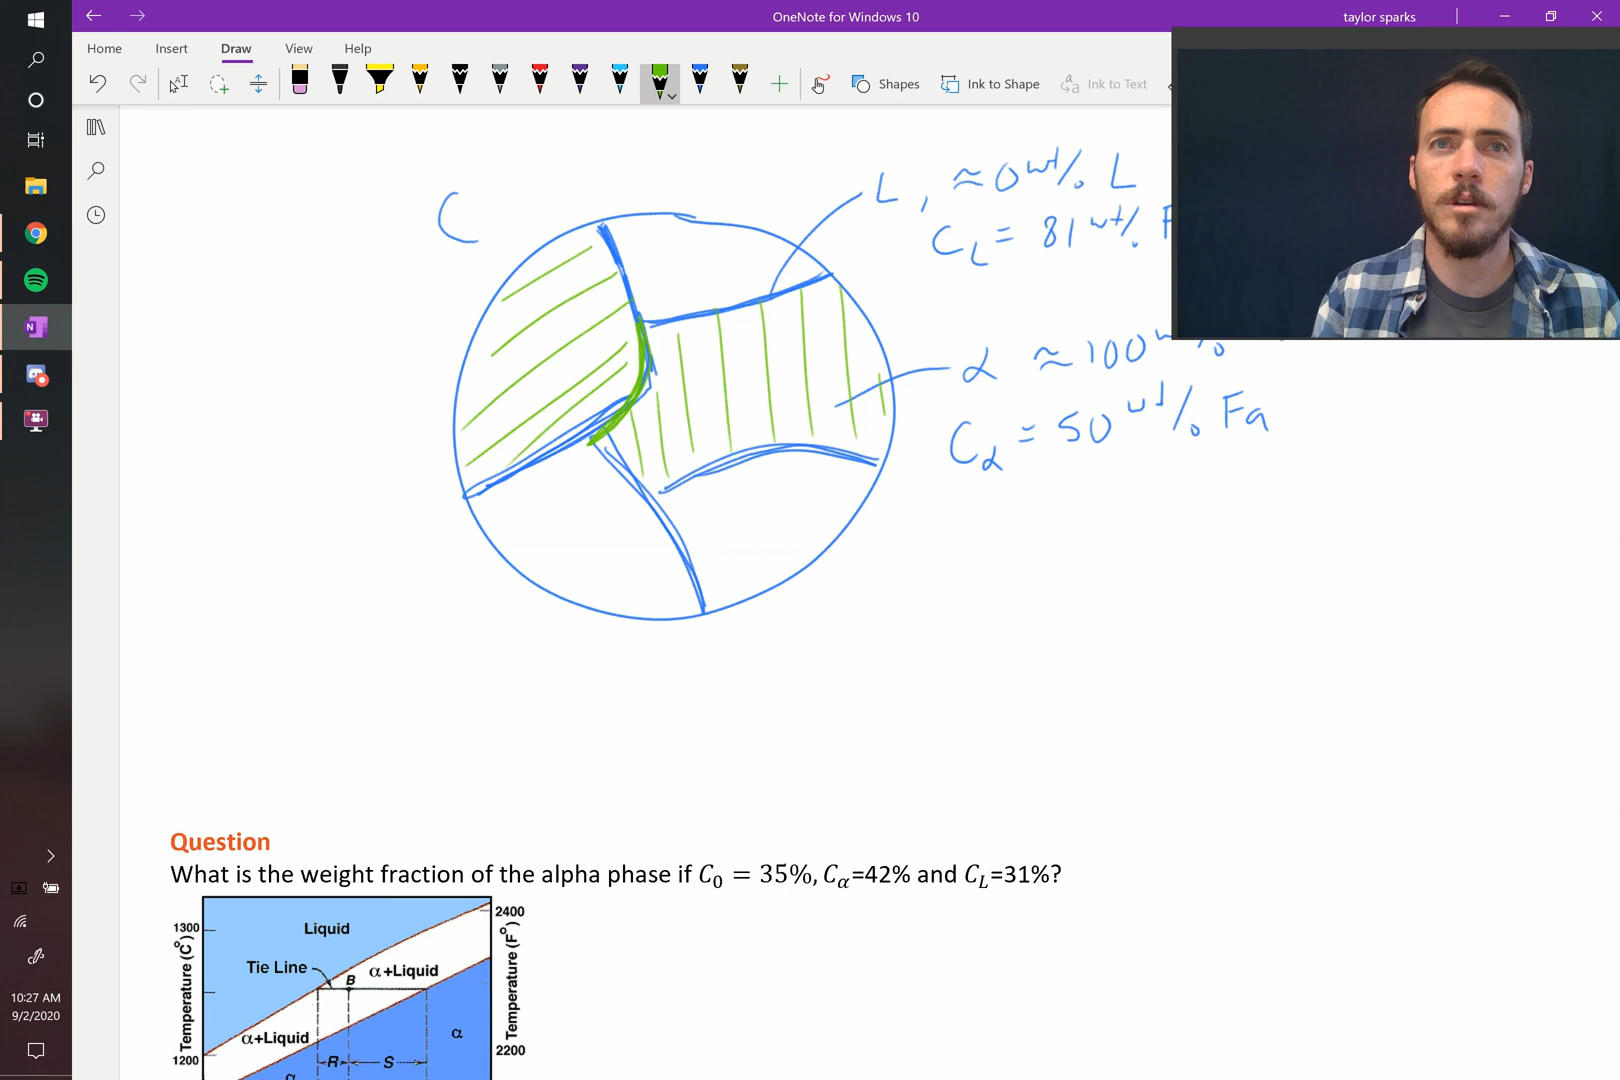 OneNote for Windows 10
taylor sparks
Home Insert Draw View Help
Shapes
Ink to Shape
Ink to Text
C
L, ≈0 wt% L
C_L = 81 wt% F
α ≈100 w %
C_α = 50 wt% Fa
Question
What is the weight fraction of the alpha phase if C₀ = 35%, C_α=42% and C_L=31%?
1300
1200
Temperature (C°)
Liquid
Tie Line
B
α+Liquid
α+Liquid
α
R
S
α
2400
2200
Temperature (F°)
10:27 AM
9/2/2020